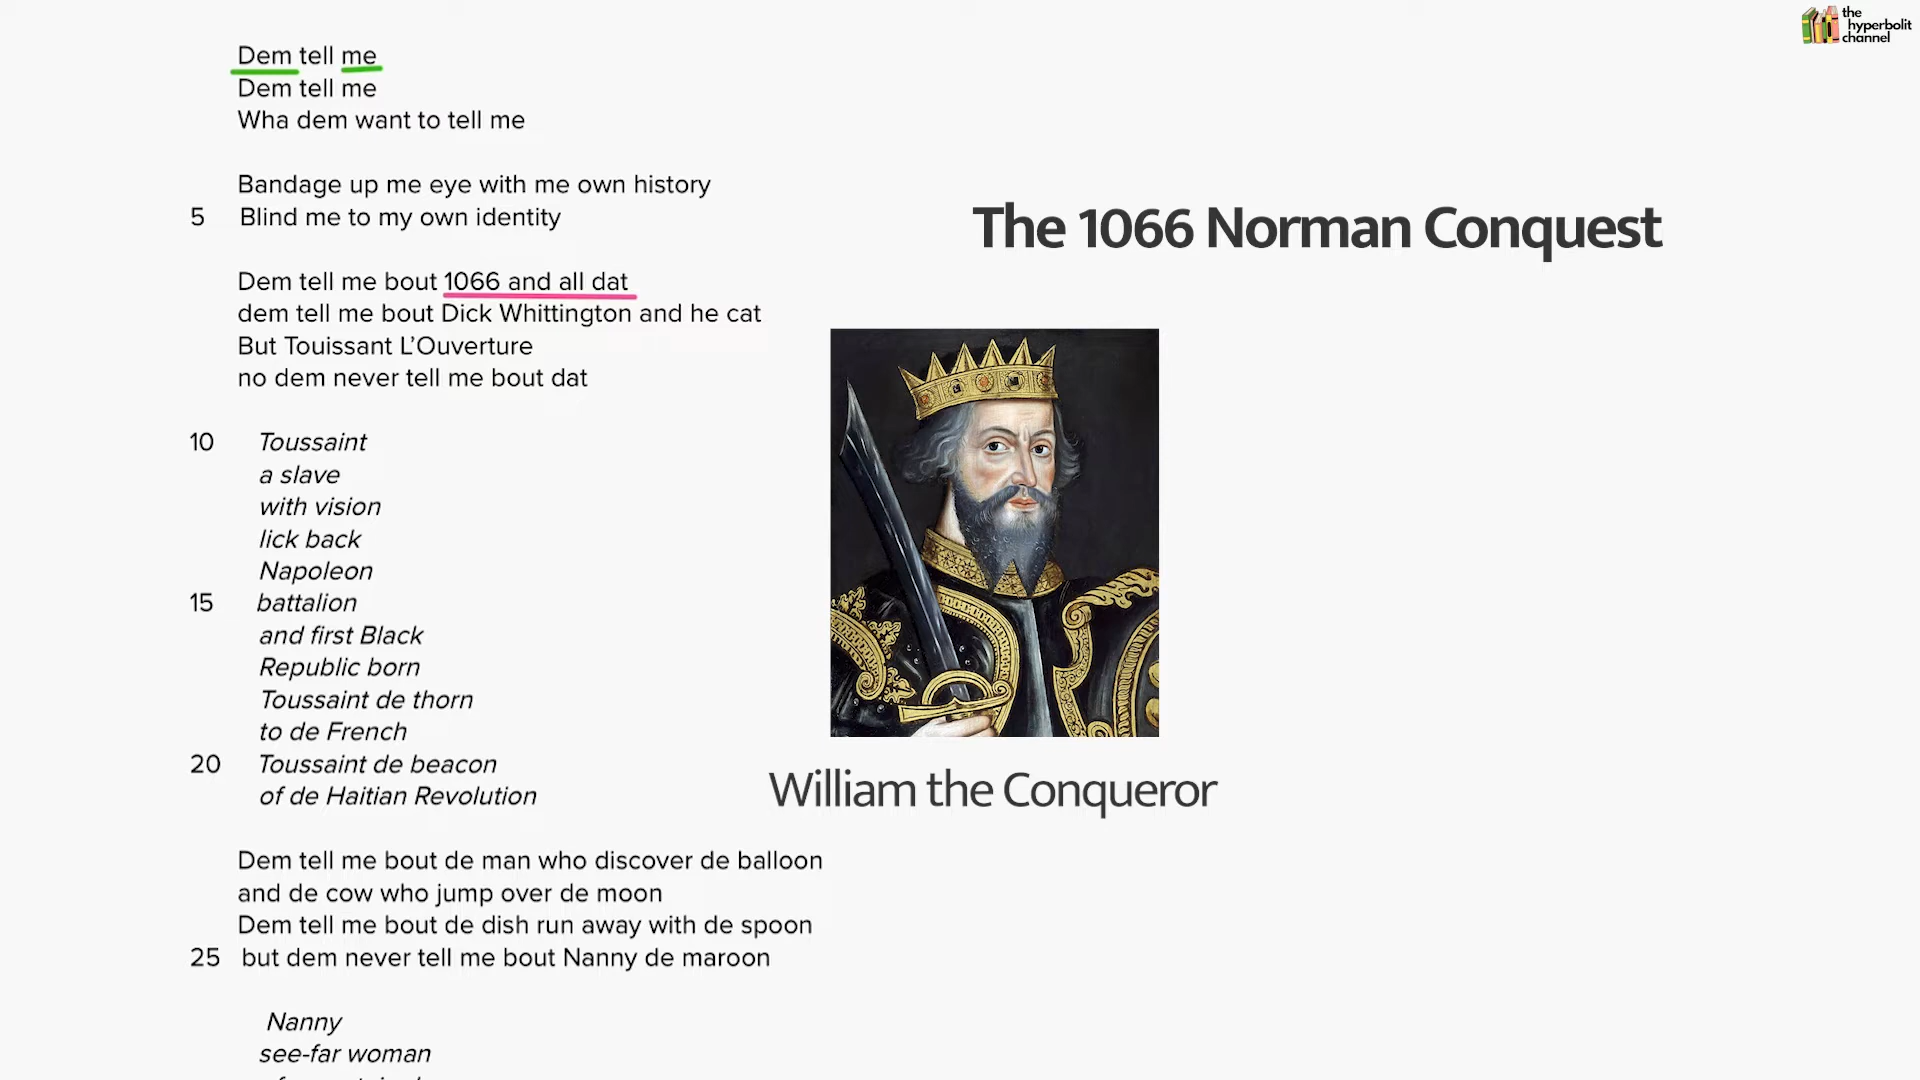 the
hyperbolit
channel
Dem tell me
Dem tell me
Wha dem want to tell me
Bandage up me eye with me own history
5 Blind me to my own identity
Dem tell me bout 1066 and all dat
dem tell me bout Dick Whittington and he cat
But Touissant L’Ouverture
no dem never tell me bout dat
10 Toussaint
a slave
with vision
lick back
Napoleon
15 battalion
and first Black
Republic born
Toussaint de thorn
to de French
20 Toussaint de beacon
of de Haitian Revolution
Dem tell me bout de man who discover de balloon
and de cow who jump over de moon
Dem tell me bout de dish run away with de spoon
25 but dem never tell me bout Nanny de maroon
Nanny
see-far woman
The 1066 Norman Conquest
William the Conqueror